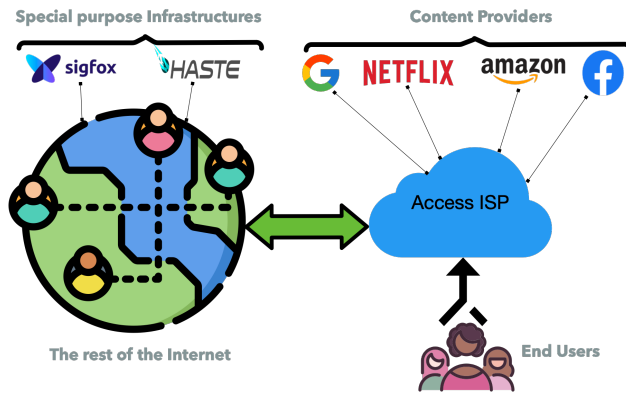 Special purpose Infrastructures
Content Providers
sigfox
HASTE
G
NETFLIX
amazon
f
Access ISP
The rest of the Internet
End Users